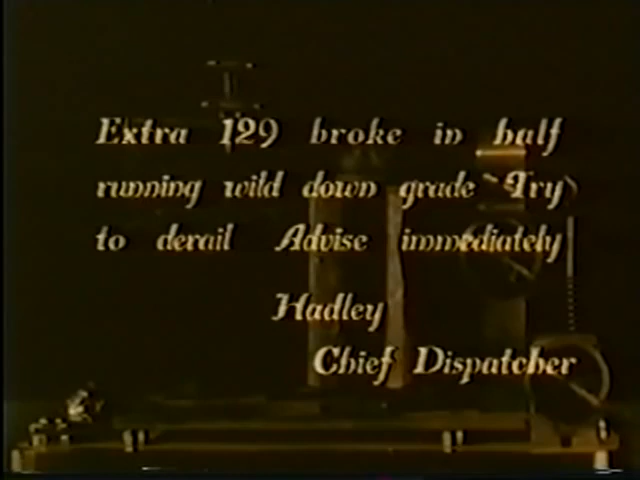 Extra 129 broke in half
running wild down grade ~ Try
to derail Advise immediately
Hadley
Chief Dispatcher